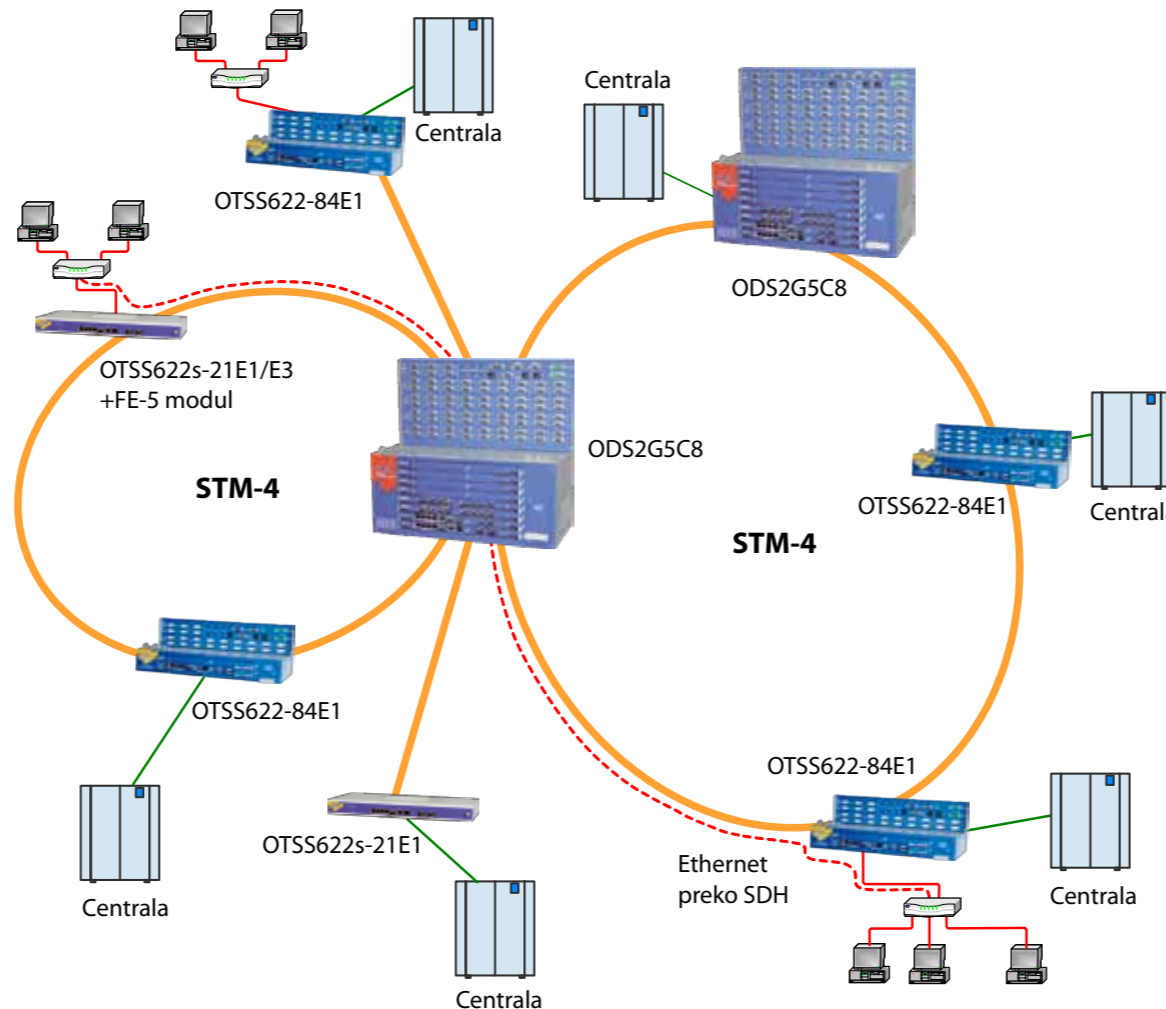 Centrala
OTSS622-84E1
Centrala
ODS2G5C8
OTSS622s-21E1/E3
+FE-5 modul
STM-4
ODS2G5C8
OTSS622-84E1
Centrala
STM-4
OTSS622-84E1
Centrala
OTSS622s-21E1
Centrala
OTSS622-84E1
Ethernet
preko SDH
Centrala